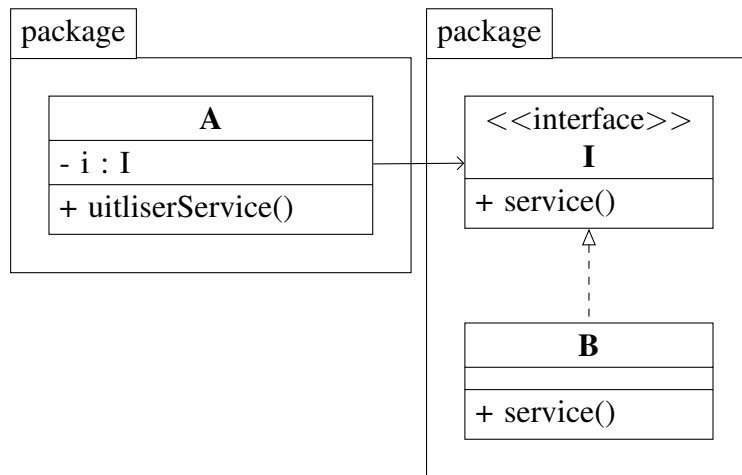 package
A
- i : I
+ uitliserService()
package
<<interface>>
I
+ service()
B
+ service()